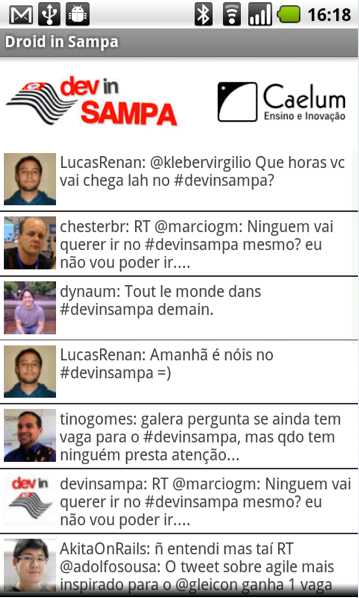 16:18
Droid in Sampa
dev in
SAMPA
Caelum
Ensino e Inovação
LucasRenan: @klebervirgilio Que horas vc
vai chega lah no #devinsampa?
chesterbr: RT @marciogm: Ninguem vai
querer ir no #devinsampa mesmo? eu
não vou poder ir....
dynaum: Tout le monde dans
#devinsampa demain.
LucasRenan: Amanhã é nóis no
#devinsampa =)
tinogomes: galera pergunta se ainda tem
vaga para o #devinsampa, mas qdo tem
ninguém presta atenção...
dev in
devinsampa: RT @marciogm: Ninguem vai
querer ir no #devinsampa mesmo? eu
não vou poder ir....
AkitaOnRails: ñ entendi mas taí RT
@adolfosousa: O tweet sobre agile mais
inspirado para o @gleicon ganha 1 vaga